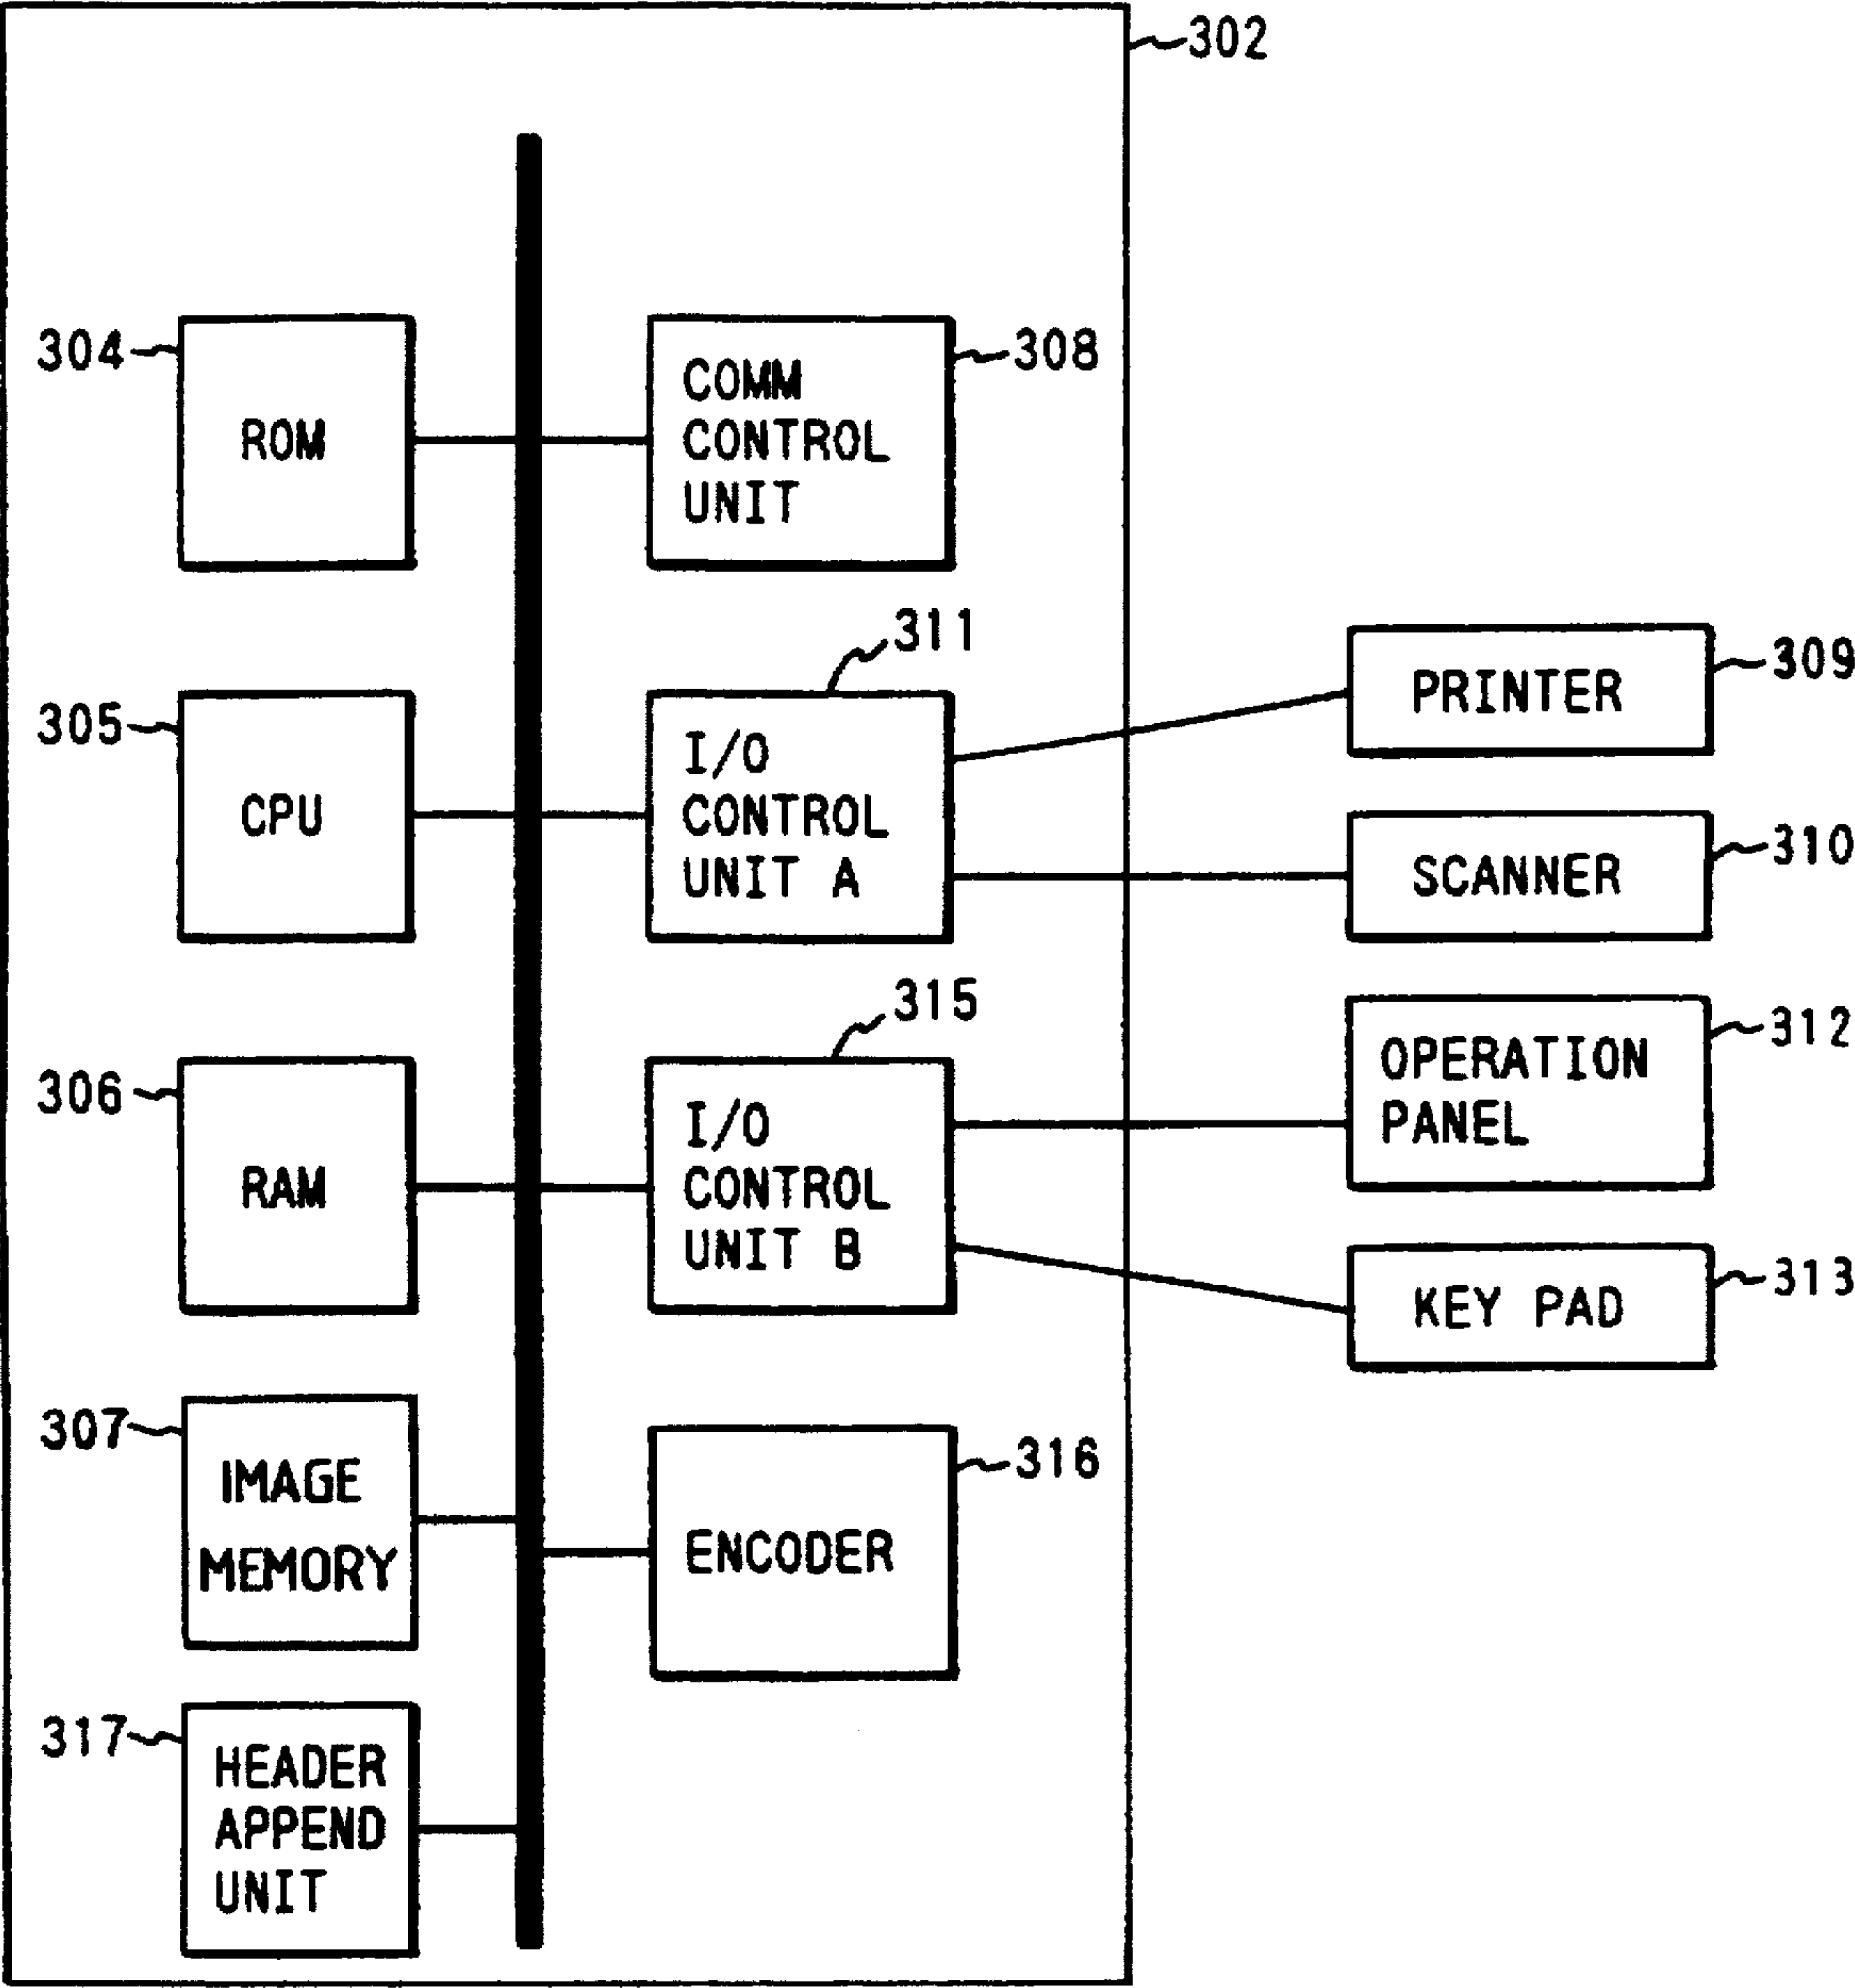 302
304
ROM
COMM
CONTROL
UNIT
308
311
305
CPU
I/O
CONTROL
UNIT A
PRINTER
309
SCANNER
310
315
306
RAM
I/O
CONTROL
UNIT B
OPERATION
PANEL
312
KEY PAD
313
307
IMAGE
MEMORY
ENCODER
316
317
HEADER
APPEND
UNIT